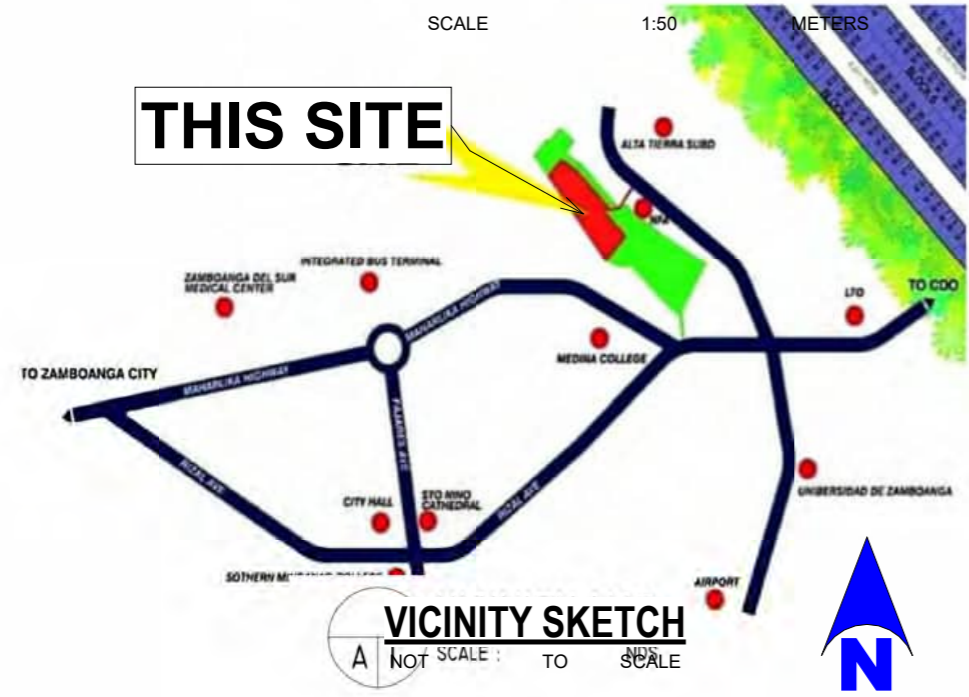 SCALE 1:50 METERS
BLOCKS
THIS SITE
ALTA TIERRA SUBD
NFA
INTEGRATED BUS TERMINAL
ZAMBOANGA DEL SUR
MEDICAL CENTER
MAHARLIKA HIGHWAY
LTO
TO CDO
MEDINA COLLEGE
TO ZAMBOANGA CITY
MAHARLIKA HIGHWAY
PAJARES AVE
RIZAL AVE
CITY HALL
STO NINO
CATHEDRAL
RIZAL AVE
UNIBERSIDAD DE ZAMBOANGA
SOTHERN
AIRPORT
VICINITY SKETCH
A
SCALE : NDS
NOT TO SCALE
N